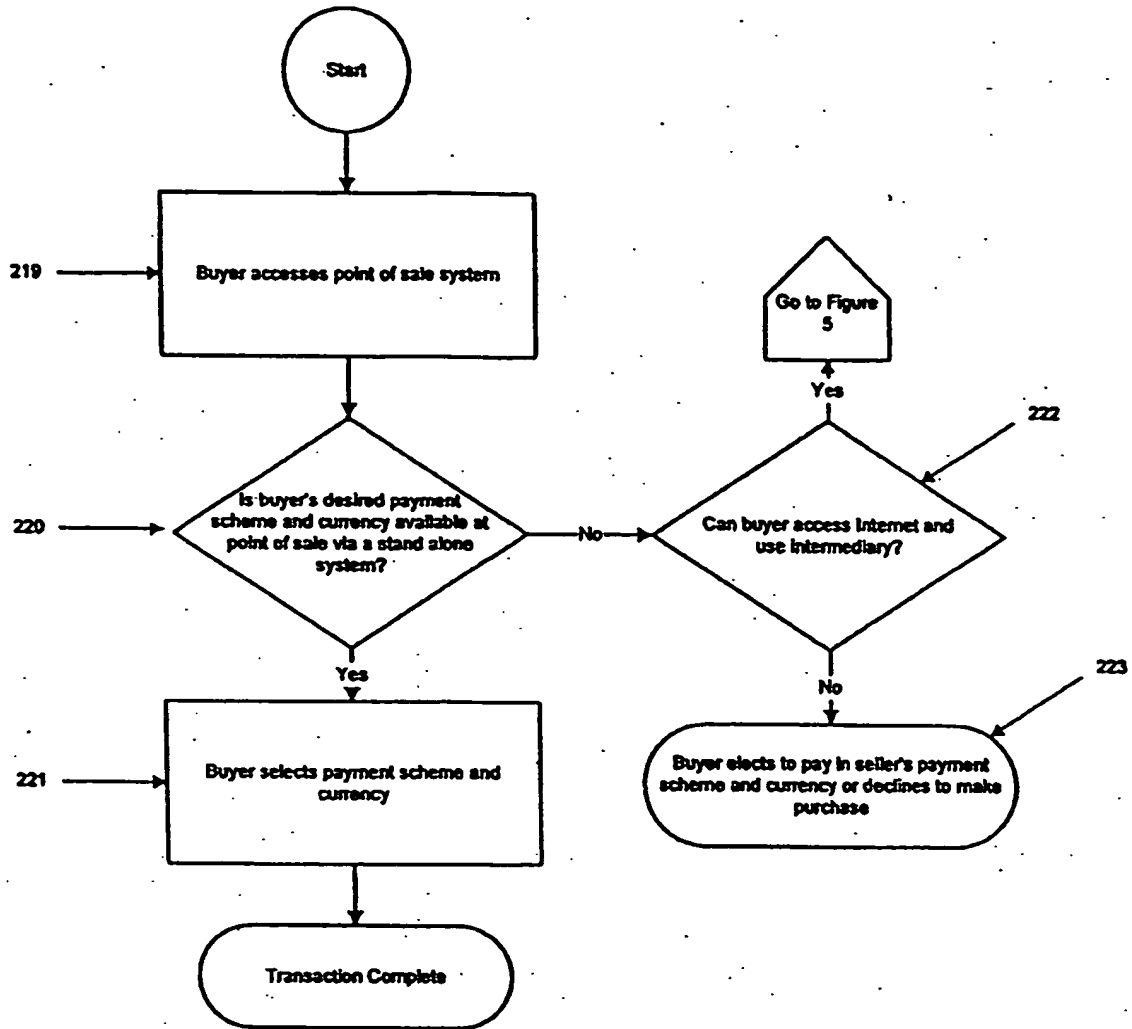 Start
219
Buyer accesses point of sale system
Go to Figure
5
Yes
222
220
Is buyer's desired payment
scheme and currency available at
point of sale via a stand alone
system?
No
Can buyer access Internet and
use intermediary?
Yes
No
223
221
Buyer selects payment scheme and
currency
Buyer elects to pay in seller's payment
scheme and currency or declines to make
purchase
Transaction Complete